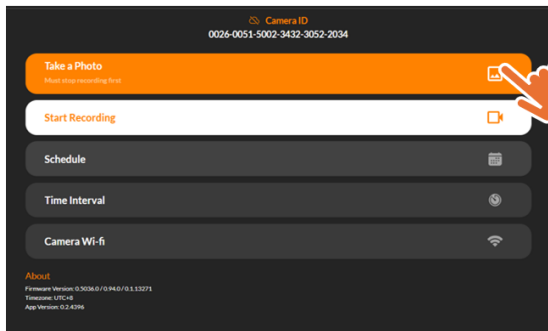 Camera ID
0026-0051-5002-3432-3052-2034
Take a Photo
Must stop recording first
Start Recording
Schedule
Time Interval
Camera Wi-fi
About
Firmware Version: 0.5036.0 / 0.94.0 / 0.1.13271
Timezone: UTC+8
App Version: 0.2.4396